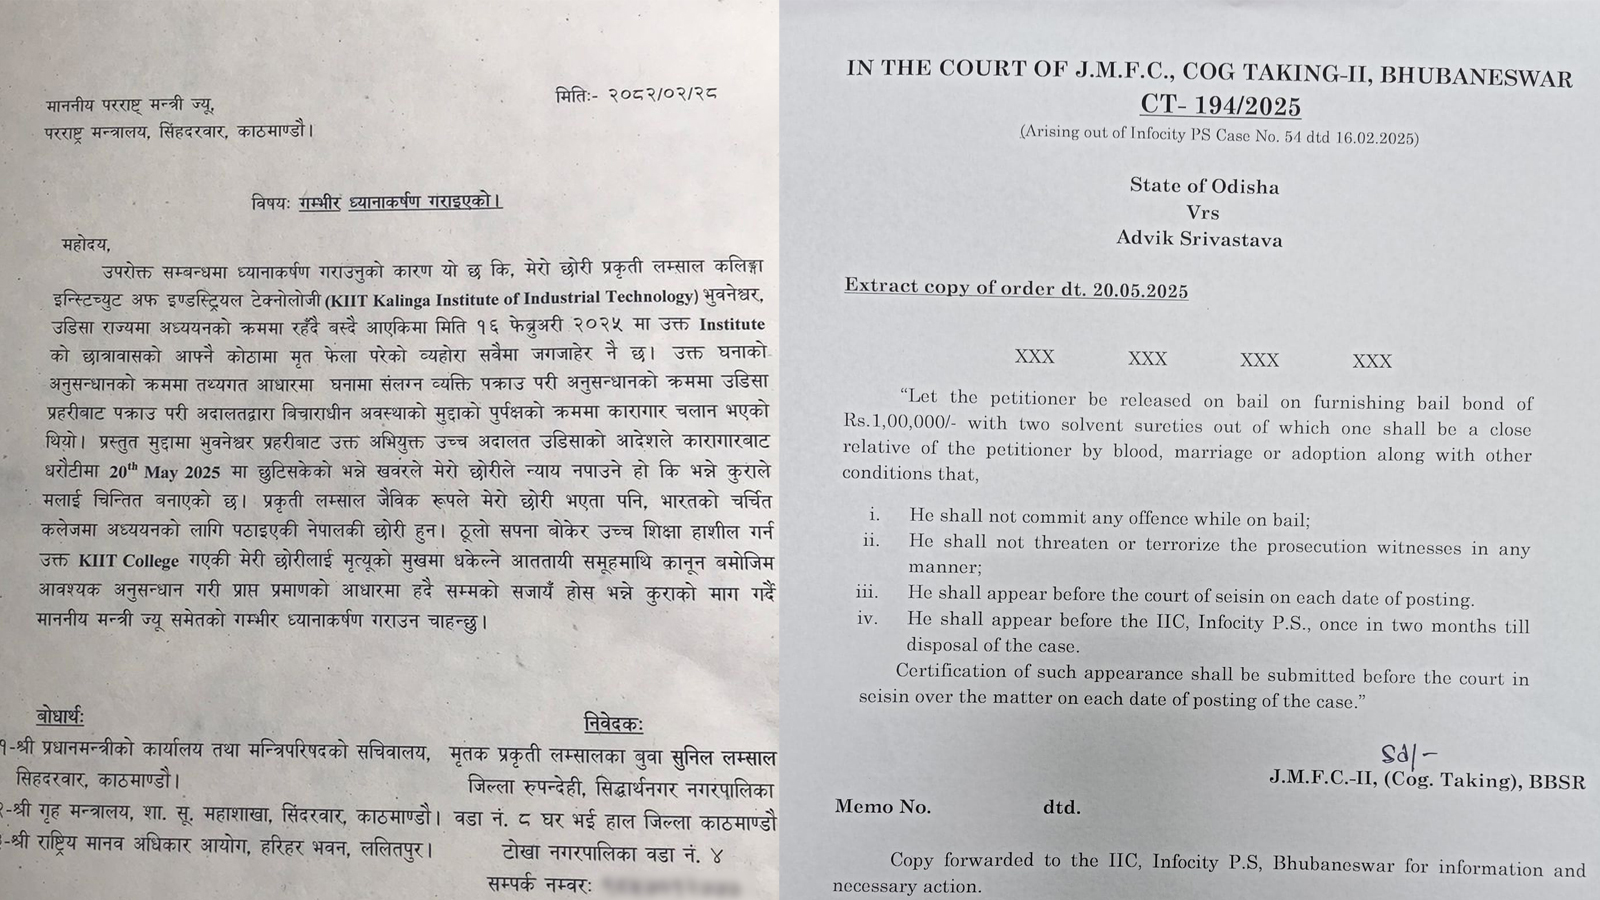 मितिः- २०८२/०२/२८
माननीय परराष्ट्र मन्त्री ज्यू,
परराष्ट्र मन्त्रालय, सिंहदरवार, काठमाण्डौ।
विषयः गम्भीर ध्यानाकर्षण गराइएको।
महोदय,
उपरोक्त सम्बन्धमा ध्यानाकर्षण गराउनुको कारण यो छ कि, मेरो छोरी प्रकृती लम्साल कलिङ्गा
इन्स्टिच्युट अफ इण्डस्ट्रियल टेक्नोलोजी (KIIT Kalinga Institute of Industrial Technology) भुवनेश्वर,
उडिसा राज्यमा अध्ययनको क्रममा रहँदै बस्दै आएकिमा मिति १६ फेब्रुअरी २०२५ मा उक्त Institute
को छात्रावासको आफ्नै कोठामा मृत फेला परेको व्यहोरा सवैमा जगजाहेर नै छ। उक्त घनाको
अनुसन्धानको क्रममा तथ्यगत आधारमा घनामा संलग्न व्यक्ति पक्राउ परी अनुसन्धानको क्रममा उडिसा
प्रहरीबाट पक्राउ परी अदालतद्वारा बिचाराधीन अवस्थाको मुद्दाको पुर्पक्षको क्रममा कारागार चलान भएको
थियो। प्रस्तुत मुद्दामा भुवनेश्वर प्रहरीबाट उक्त अभियुक्त उच्च अदालत उडिसाको आदेशले कारागारबाट
धरौटीमा 20th May 2025 मा छुटिसकेको भन्ने खवरले मेरो छोरीले न्याय नपाउने हो कि भन्ने कुराले
मलाई चिन्तित बनाएको छ। प्रकृती लम्साल जैविक रूपले मेरो छोरी भएता पनि, भारतको चर्चित
कलेजमा अध्ययनको लागि पठाइएकी नेपालकी छोरी हुन। ठूलो सपना बोकेर उच्च शिक्षा हाशील गर्न
उक्त KIIT College गएकी मेरी छोरीलाई मृत्यूको मुखमा धकेल्ने आततायी समूहमाथि कानून बमोजिम
आवश्यक अनुसन्धान गरी प्राप्त प्रमाणको आधारमा हदै सम्मको सजायँ होस भन्ने कुराको माग गर्दै
माननीय मन्त्री ज्यू समेतको गम्भीर ध्यानाकर्षण गराउन चाहन्छु।
बोधार्थः
१-श्री प्रधानमन्त्रीको कार्यालय तथा मन्त्रिपरिषदको सचिवालय,
सिहदरवार, काठमाण्डौ।
२-श्री गृह मन्त्रालय, शा. सू. महाशाखा, सिंदरवार, काठमाण्डौ।
-श्री राष्ट्रिय मानव अधिकार आयोग, हरिहर भवन, ललितपुर।
निवेदकः
मृतक प्रकृती लम्सालका बुवा सुनिल लम्साल
जिल्ला रुपन्देही, सिद्धार्थनगर नगरपालिका
वडा नं. ८ घर भई हाल जिल्ला काठमाण्डौ
टोखा नगरपालिका वडा नं. ४
सम्पर्क नम्वरः
IN THE COURT OF J.M.F.C., COG TAKING-II, BHUBANESWAR
CT- 194/2025
(Arising out of Infocity PS Case No. 54 dtd 16.02.2025)
State of Odisha
Vrs
Advik Srivastava
Extract copy of order dt. 20.05.2025
XXX XXX XXX XXX
“Let the petitioner be released on bail on furnishing bail bond of
Rs.1,00,000/- with two solvent sureties out of which one shall be a close
relative of the petitioner by blood, marriage or adoption along with other
conditions that,
i. He shall not commit any offence while on bail;
ii. He shall not threaten or terrorize the prosecution witnesses in any
manner;
iii. He shall appear before the court of seisin on each date of posting.
iv. He shall appear before the IIC, Infocity P.S., once in two months till
disposal of the case.
Certification of such appearance shall be submitted before the court in
seisin over the matter on each date of posting of the case.”
Sd/-
J.M.F.C.-II, (Cog. Taking), BBSR
Memo No. dtd.
Copy forwarded to the IIC, Infocity P.S, Bhubaneswar for information and
necessary action.